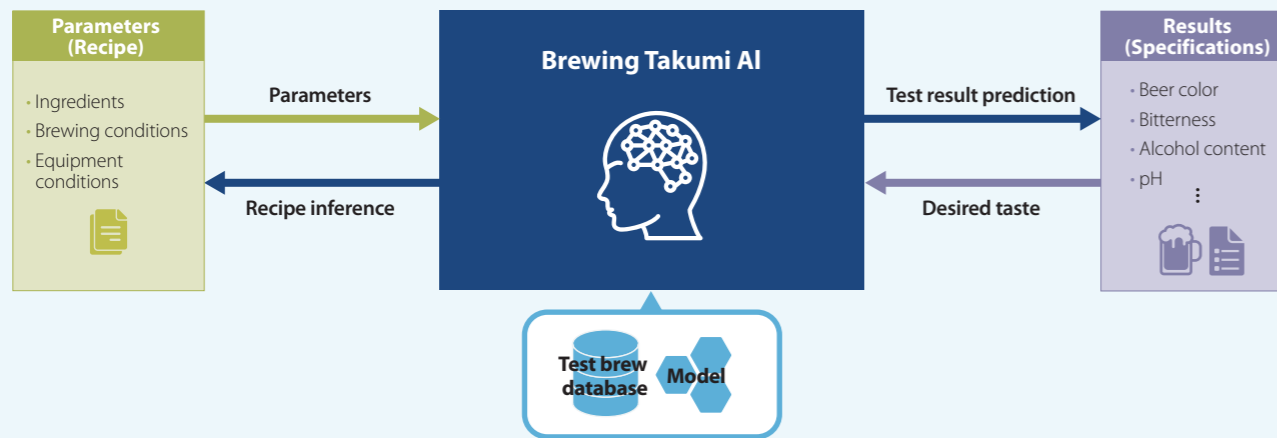 Parameters
(Recipe)
· Ingredients
· Brewing conditions
· Equipment
conditions
Parameters
Recipe inference
Brewing Takumi AI
Test result prediction
Desired taste
Results
(Specifications)
· Beer color
· Bitterness
· Alcohol content
· pH
⋮
Test brew
database
Model